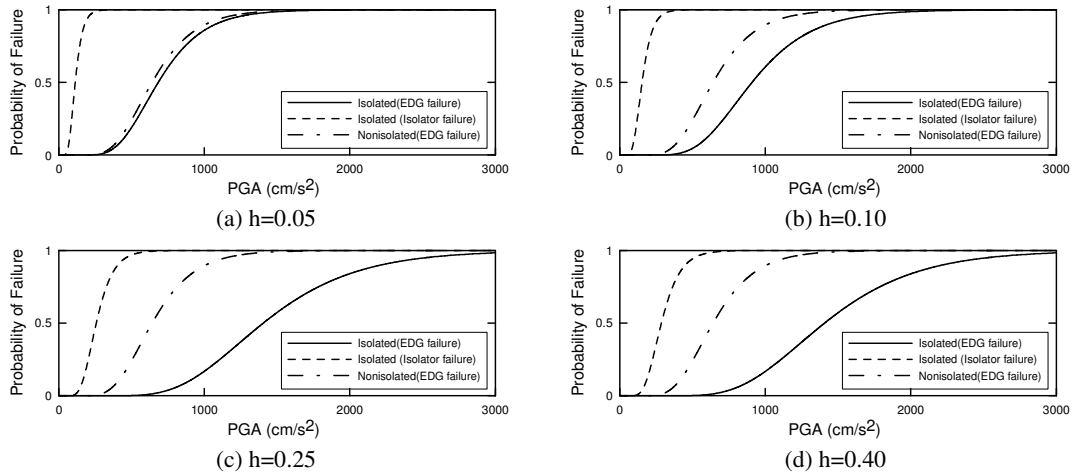 Probability of Failure
1
0.5
0
Isolated(EDG failure)
Isolated (Isolator failure)
Nonisolated(EDG failure)
0 1000 2000 3000
PGA (cm/s²)
(a) h=0.05
Probability of Failure
1
0.5
0
Isolated(EDG failure)
Isolated (Isolator failure)
Nonisolated(EDG failure)
0 1000 2000 3000
PGA (cm/s²)
(b) h=0.10
Probability of Failure
1
0.5
0
Isolated(EDG failure)
Isolated (Isolator failure)
Nonisolated(EDG failure)
0 1000 2000 3000
PGA (cm/s²)
(c) h=0.25
Probability of Failure
1
0.5
0
Isolated(EDG failure)
Isolated (Isolator failure)
Nonisolated(EDG failure)
0 1000 2000 3000
PGA (cm/s²)
(d) h=0.40